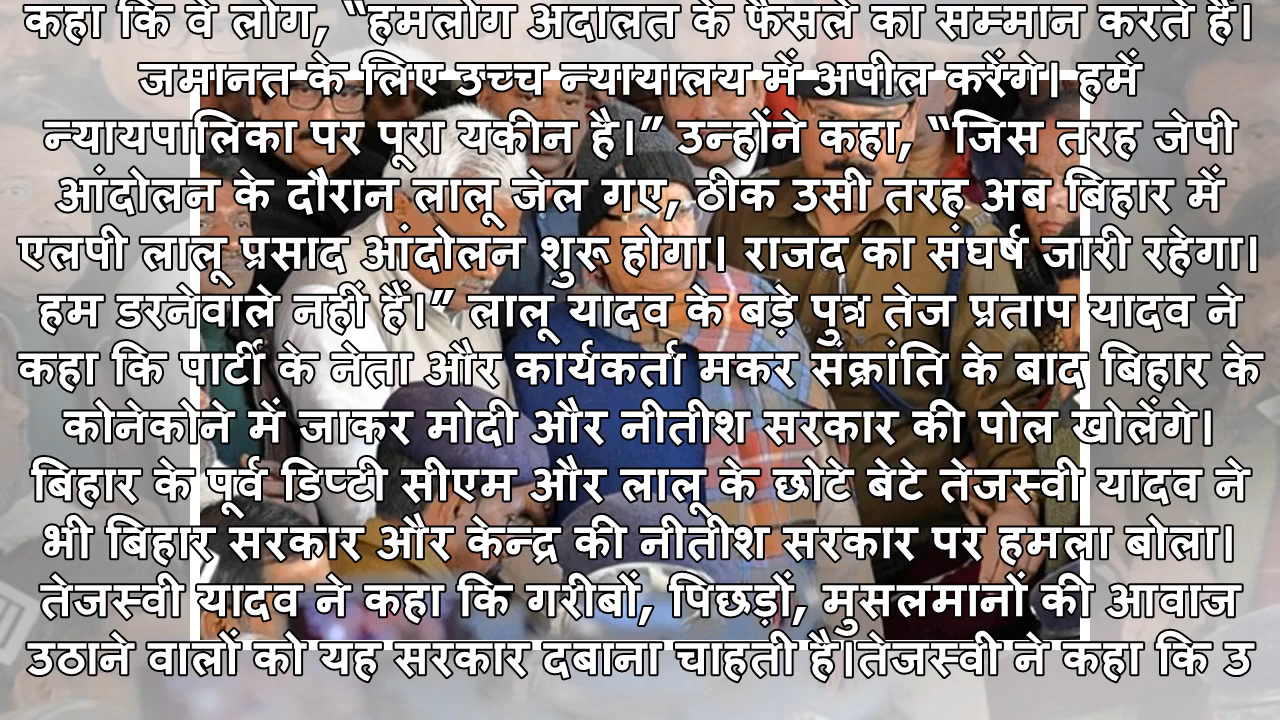 कहा कि वे लोग, “हमलोग अदालत के फैसले का सम्मान करते हैं।
जमानत के लिए उच्च न्यायालय में अपील करेंगे। हमें
न्यायपालिका पर पूरा यकीन है।” उन्होंने कहा, “जिस तरह जेपी
आंदोलन के दौरान लालू जेल गए, ठीक उसी तरह अब बिहार में
एलपी लालू प्रसाद आंदोलन शुरू होगा। राजद का संघर्ष जारी रहेगा।
हम डरनेवाले नहीं हैं।” लालू यादव के बड़े पुत्र तेज प्रताप यादव ने
कहा कि पार्टी के नेता और कार्यकर्ता मकर संक्रांति के बाद बिहार के
कोनेकोने में जाकर मोदी और नीतीश सरकार की पोल खोलेंगे।
बिहार के पूर्व डिप्टी सीएम और लालू के छोटे बेटे तेजस्वी यादव ने
भी बिहार सरकार और केन्द्र की नीतीश सरकार पर हमला बोला।
तेजस्वी यादव ने कहा कि गरीबों, पिछड़ों, मुसलमानों की आवाज
उठाने वालों को यह सरकार दबाना चाहती है।तेजस्वी ने कहा कि उ